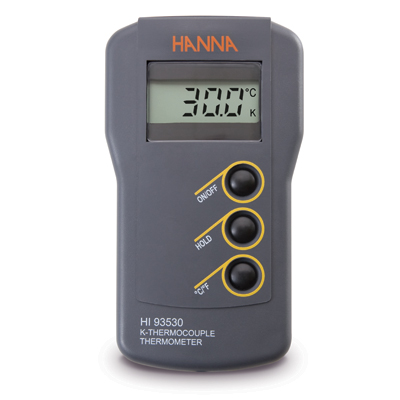 HANNA
30.0 °C
K
ON/OFF
HOLD
°C/°F
HI 93530
K-THERMOCOUPLE
THERMOMETER